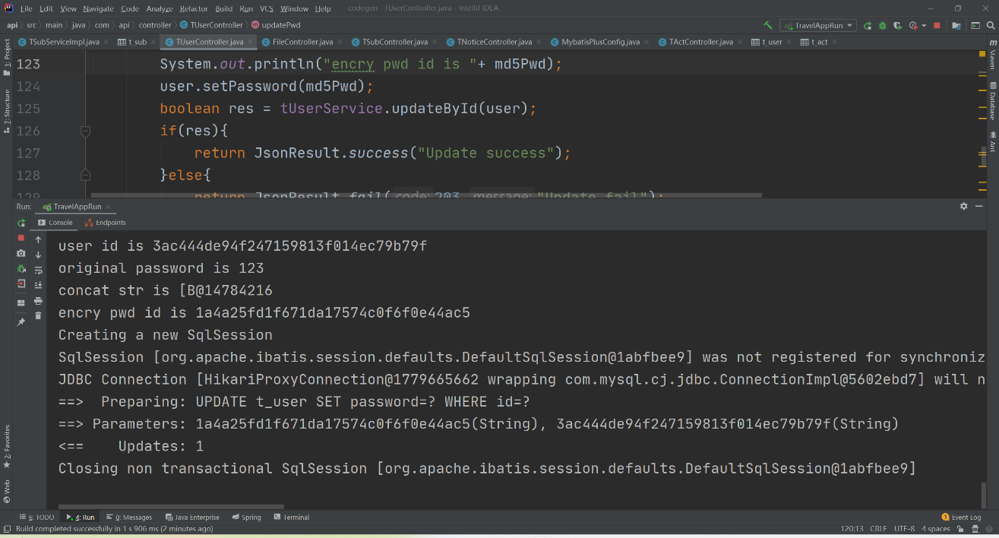 File Edit View Navigate Code Analyze Refactor Build Run VCS Window Help codegen - TUserController.java - IntelliJ IDEA
api src main java com api controller TUserController updatePwd TravelAppRun
TSubServiceImpl.java t_sub TUserController.java FileController.java TSubController.java TNoticeController.java MybatisPlusConfig.java TActController.java t_user t_act
1: Project
Z: Structure
2: Favorites
Web
Maven
Database
Ant
123 System.out.println("encry pwd id is "+ md5Pwd);
124 user.setPassword(md5Pwd);
125 boolean res = tUserService.updateById(user);
126 if(res){
127 return JsonResult.success("Update success");
128 }else{
129 return JsonResult.fail( code: 203, message: "Update fail");
Run: TravelAppRun
Console Endpoints
user id is 3ac444de94f247159813f014ec79b79f
original password is 123
concat str is [B@14784216
encry pwd id is 1a4a25fd1f671da17574c0f6f0e44ac5
Creating a new SqlSession
SqlSession [org.apache.ibatis.session.defaults.DefaultSqlSession@1abfbee9] was not registered for synchroniz
JDBC Connection [HikariProxyConnection@1779665662 wrapping com.mysql.cj.jdbc.ConnectionImpl@5602ebd7] will n
==>  Preparing: UPDATE t_user SET password=? WHERE id=?
==> Parameters: 1a4a25fd1f671da17574c0f6f0e44ac5(String), 3ac444de94f247159813f014ec79b79f(String)
<==    Updates: 1
Closing non transactional SqlSession [org.apache.ibatis.session.defaults.DefaultSqlSession@1abfbee9]
6: TODO 4: Run 0: Messages Java Enterprise Spring Terminal 1 Event Log
Build completed successfully in 1 s 906 ms (2 minutes ago) 120:13 CRLF UTF-8 4 spaces